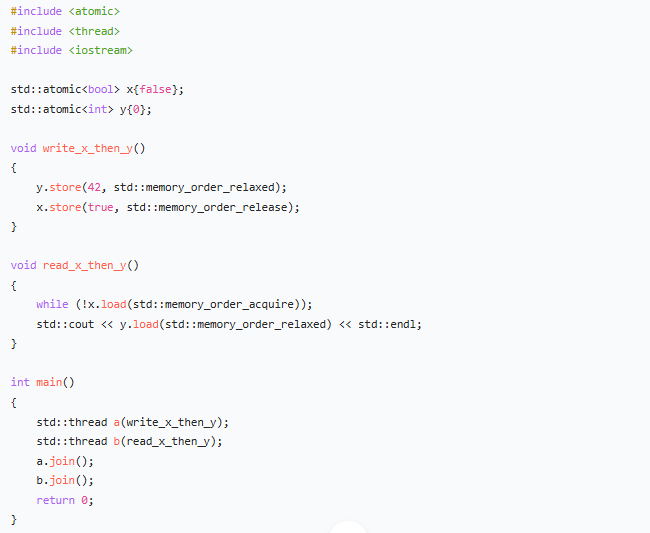 #include <atomic>
#include <thread>
#include <iostream>
std::atomic<bool> x{false};
std::atomic<int> y{0};
void write_x_then_y()
{
    y.store(42, std::memory_order_relaxed);
    x.store(true, std::memory_order_release);
}
void read_x_then_y()
{
    while (!x.load(std::memory_order_acquire));
    std::cout << y.load(std::memory_order_relaxed) << std::endl;
}
int main()
{
    std::thread a(write_x_then_y);
    std::thread b(read_x_then_y);
    a.join();
    b.join();
    return 0;
}